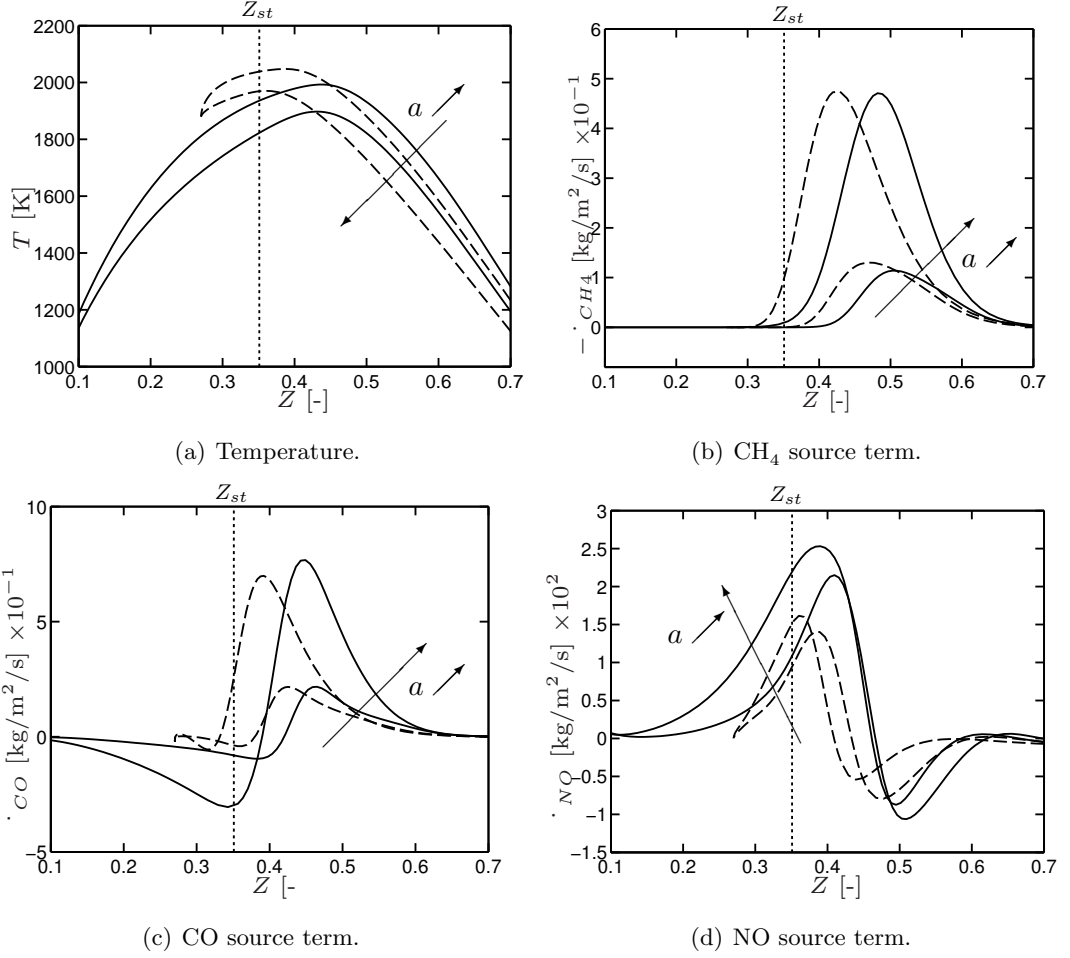 Z_st
2200
2000
1800
1600
1400
1200
1000
T [K]
a
0.1 0.2 0.3 0.4 0.5 0.6 0.7
Z [-]
(a) Temperature.
Z_st
6
5
4
3
2
1
0
− ˙CH4 [kg/m²/s] ×10⁻¹
a
0.1 0.2 0.3 0.4 0.5 0.6 0.7
Z [-]
(b) CH₄ source term.
Z_st
10
5
0
−5
˙CO [kg/m²/s] ×10⁻¹
a
0.1 0.2 0.3 0.4 0.5 0.6 0.7
Z [-
(c) CO source term.
Z_st
3
2.5
2
1.5
1
0.5
0
−0.5
−1
−1.5
˙NO [kg/m²/s] ×10²
a
0.1 0.2 0.3 0.4 0.5 0.6 0.7
Z [-]
(d) NO source term.